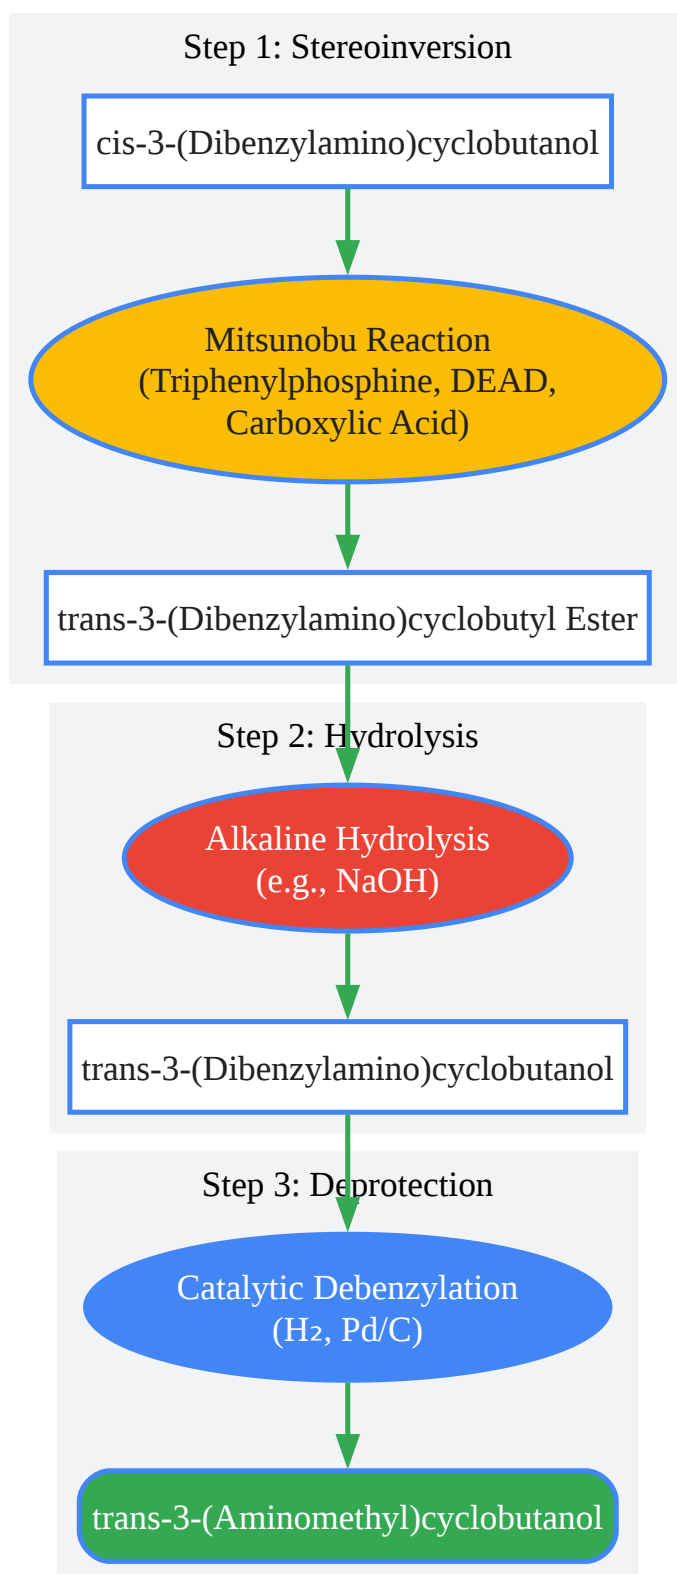 Step 1: Stereoinversion
cis-3-(Dibenzylamino)cyclobutanol
Mitsunobu Reaction
(Triphenylphosphine, DEAD,
Carboxylic Acid)
trans-3-(Dibenzylamino)cyclobutyl Ester
Step 2: Hydrolysis
Alkaline Hydrolysis
(e.g., NaOH)
trans-3-(Dibenzylamino)cyclobutanol
Step 3: Deprotection
Catalytic Debenzylation
(H₂, Pd/C)
trans-3-(Aminomethyl)cyclobutanol